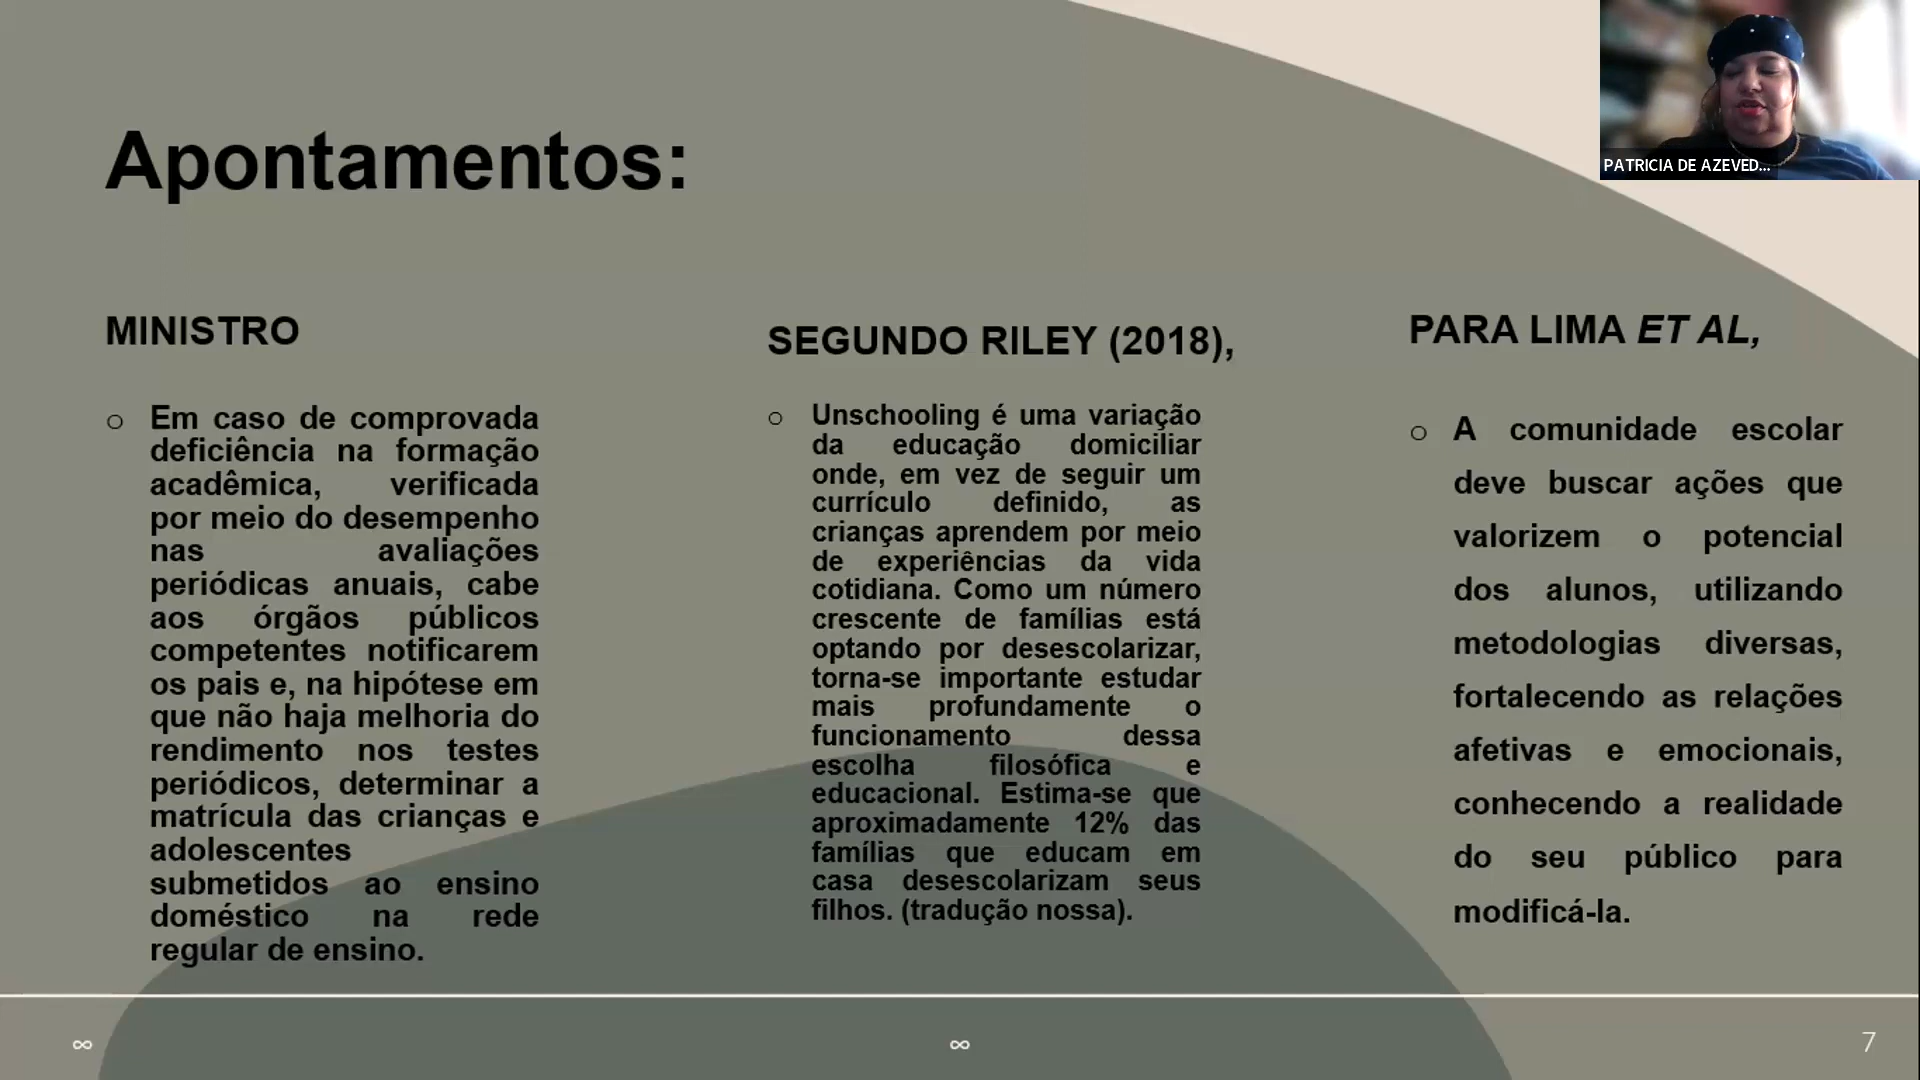 Apontamentos:
PATRICIA DE AZEVED...
MINISTRO
Em caso de comprovada
deficiência na formação
acadêmica, verificada
por meio do desempenho
nas avaliações
periódicas anuais, cabe
aos órgãos públicos
competentes notificarem
os pais e, na hipótese em
que não haja melhoria do
rendimento nos testes
periódicos, determinar a
matrícula das crianças e
adolescentes
submetidos ao ensino
doméstico na rede
regular de ensino.
SEGUNDO RILEY (2018),
Unschooling é uma variação
da educação domiciliar
onde, em vez de seguir um
currículo definido, as
crianças aprendem por meio
de experiências da vida
cotidiana. Como um número
crescente de famílias está
optando por desescolarizar,
torna-se importante estudar
mais profundamente o
funcionamento dessa
escolha filosófica e
educacional. Estima-se que
aproximadamente 12% das
famílias que educam em
casa desescolarizam seus
filhos. (tradução nossa).
PARA LIMA ET AL,
A comunidade escolar
deve buscar ações que
valorizem o potencial
dos alunos, utilizando
metodologias diversas,
fortalecendo as relações
afetivas e emocionais,
conhecendo a realidade
do seu público para
modificá-la.
∞
∞
7